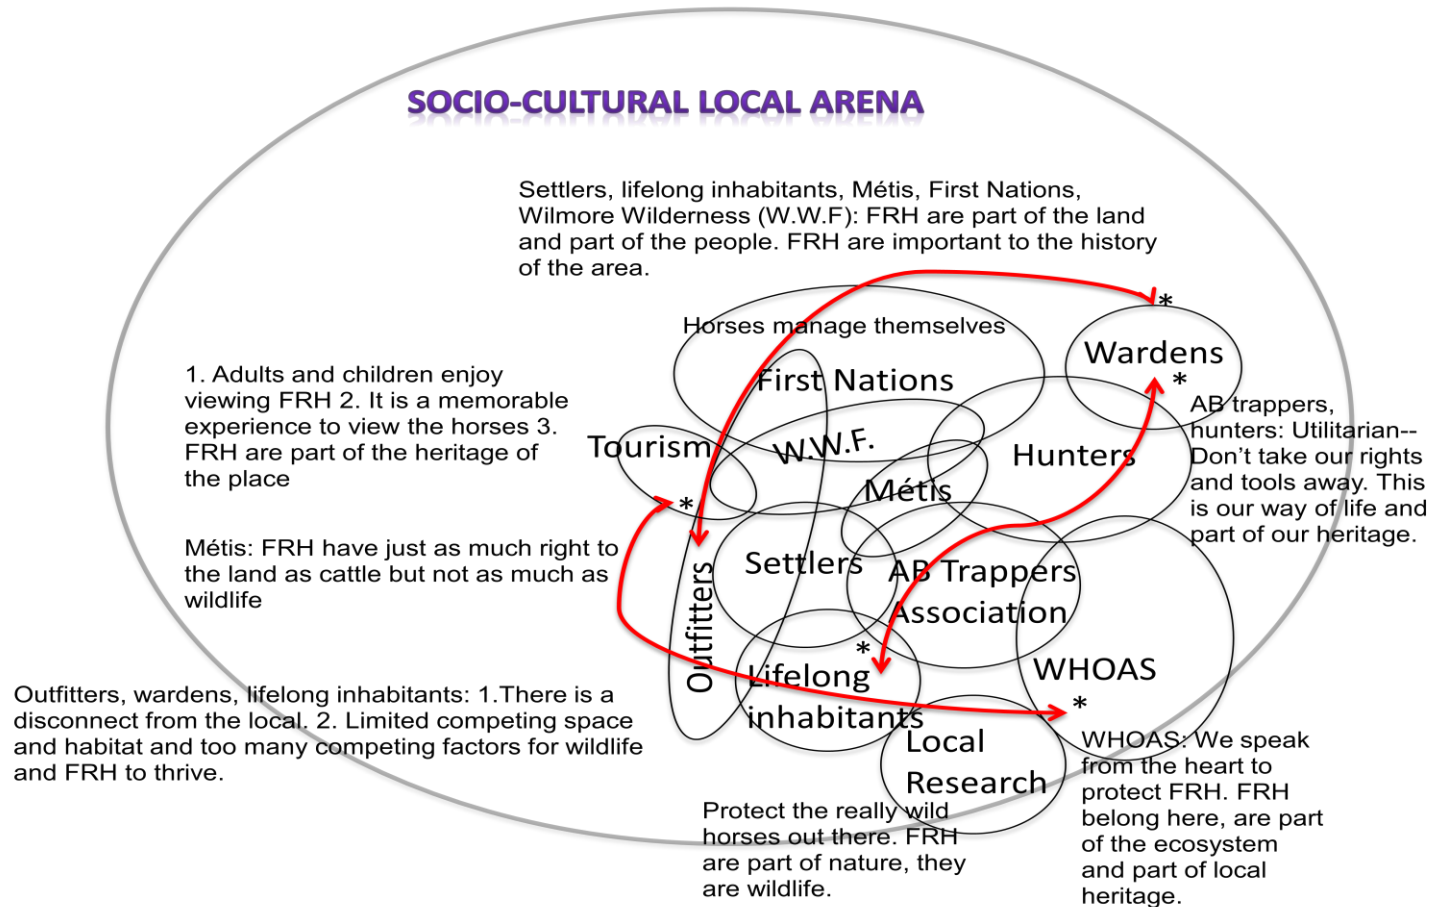 SOCIO-CULTURAL LOCAL ARENA
Settlers, lifelong inhabitants, Métis, First Nations,
Wilmore Wilderness (W.W.F): FRH are part of the land
and part of the people. FRH are important to the history
of the area.
Horses manage themselves
First Nations
*
Wardens
*
1. Adults and children enjoy
viewing FRH 2. It is a memorable
experience to view the horses 3.
FRH are part of the heritage of
the place
Tourism
*
W.W.F.
Métis
Hunters
AB trappers,
hunters: Utilitarian--
Don’t take our rights
and tools away. This
is our way of life and
part of our heritage.
Métis: FRH have just as much right to
the land as cattle but not as much as
wildlife
Outfitters
Settlers
AB Trappers
Association
*
Lifelong
inhabitants
WHOAS
*
Outfitters, wardens, lifelong inhabitants: 1.There is a
disconnect from the local. 2. Limited competing space
and habitat and too many competing factors for wildlife
and FRH to thrive.
Local
Research
Protect the really wild
horses out there. FRH
are part of nature, they
are wildlife.
WHOAS: We speak
from the heart to
protect FRH. FRH
belong here, are part
of the ecosystem
and part of local
heritage.